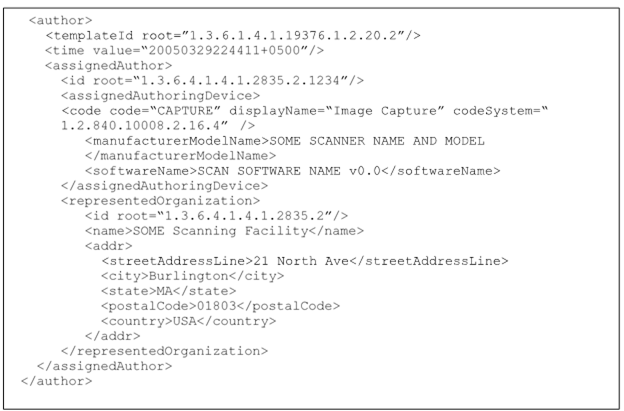 <author>
<templateId root=”1.3.6.1.4.1.19376.1.2.20.2”/>
<time value=“20050329224411+0500”/>
<assignedAuthor>
<id root=”1.3.6.4.1.4.1.2835.2.1234”/>
<assignedAuthoringDevice>
<code code=“CAPTURE” displayName=“Image Capture” codeSystem=“
1.2.840.10008.2.16.4” />
<manufacturerModelName>SOME SCANNER NAME AND MODEL
</manufacturerModelName>
<softwareName>SCAN SOFTWARE NAME v0.0</softwareName>
</assignedAuthoringDevice>
<representedOrganization>
<id root=“1.3.6.4.1.4.1.2835.2”/>
<name>SOME Scanning Facility</name>
<addr>
<streetAddressLine>21 North Ave</streetAddressLine>
<city>Burlington</city>
<state>MA</state>
<postalCode>01803</postalCode>
<country>USA</country>
</addr>
</representedOrganization>
</assignedAuthor>
</author>